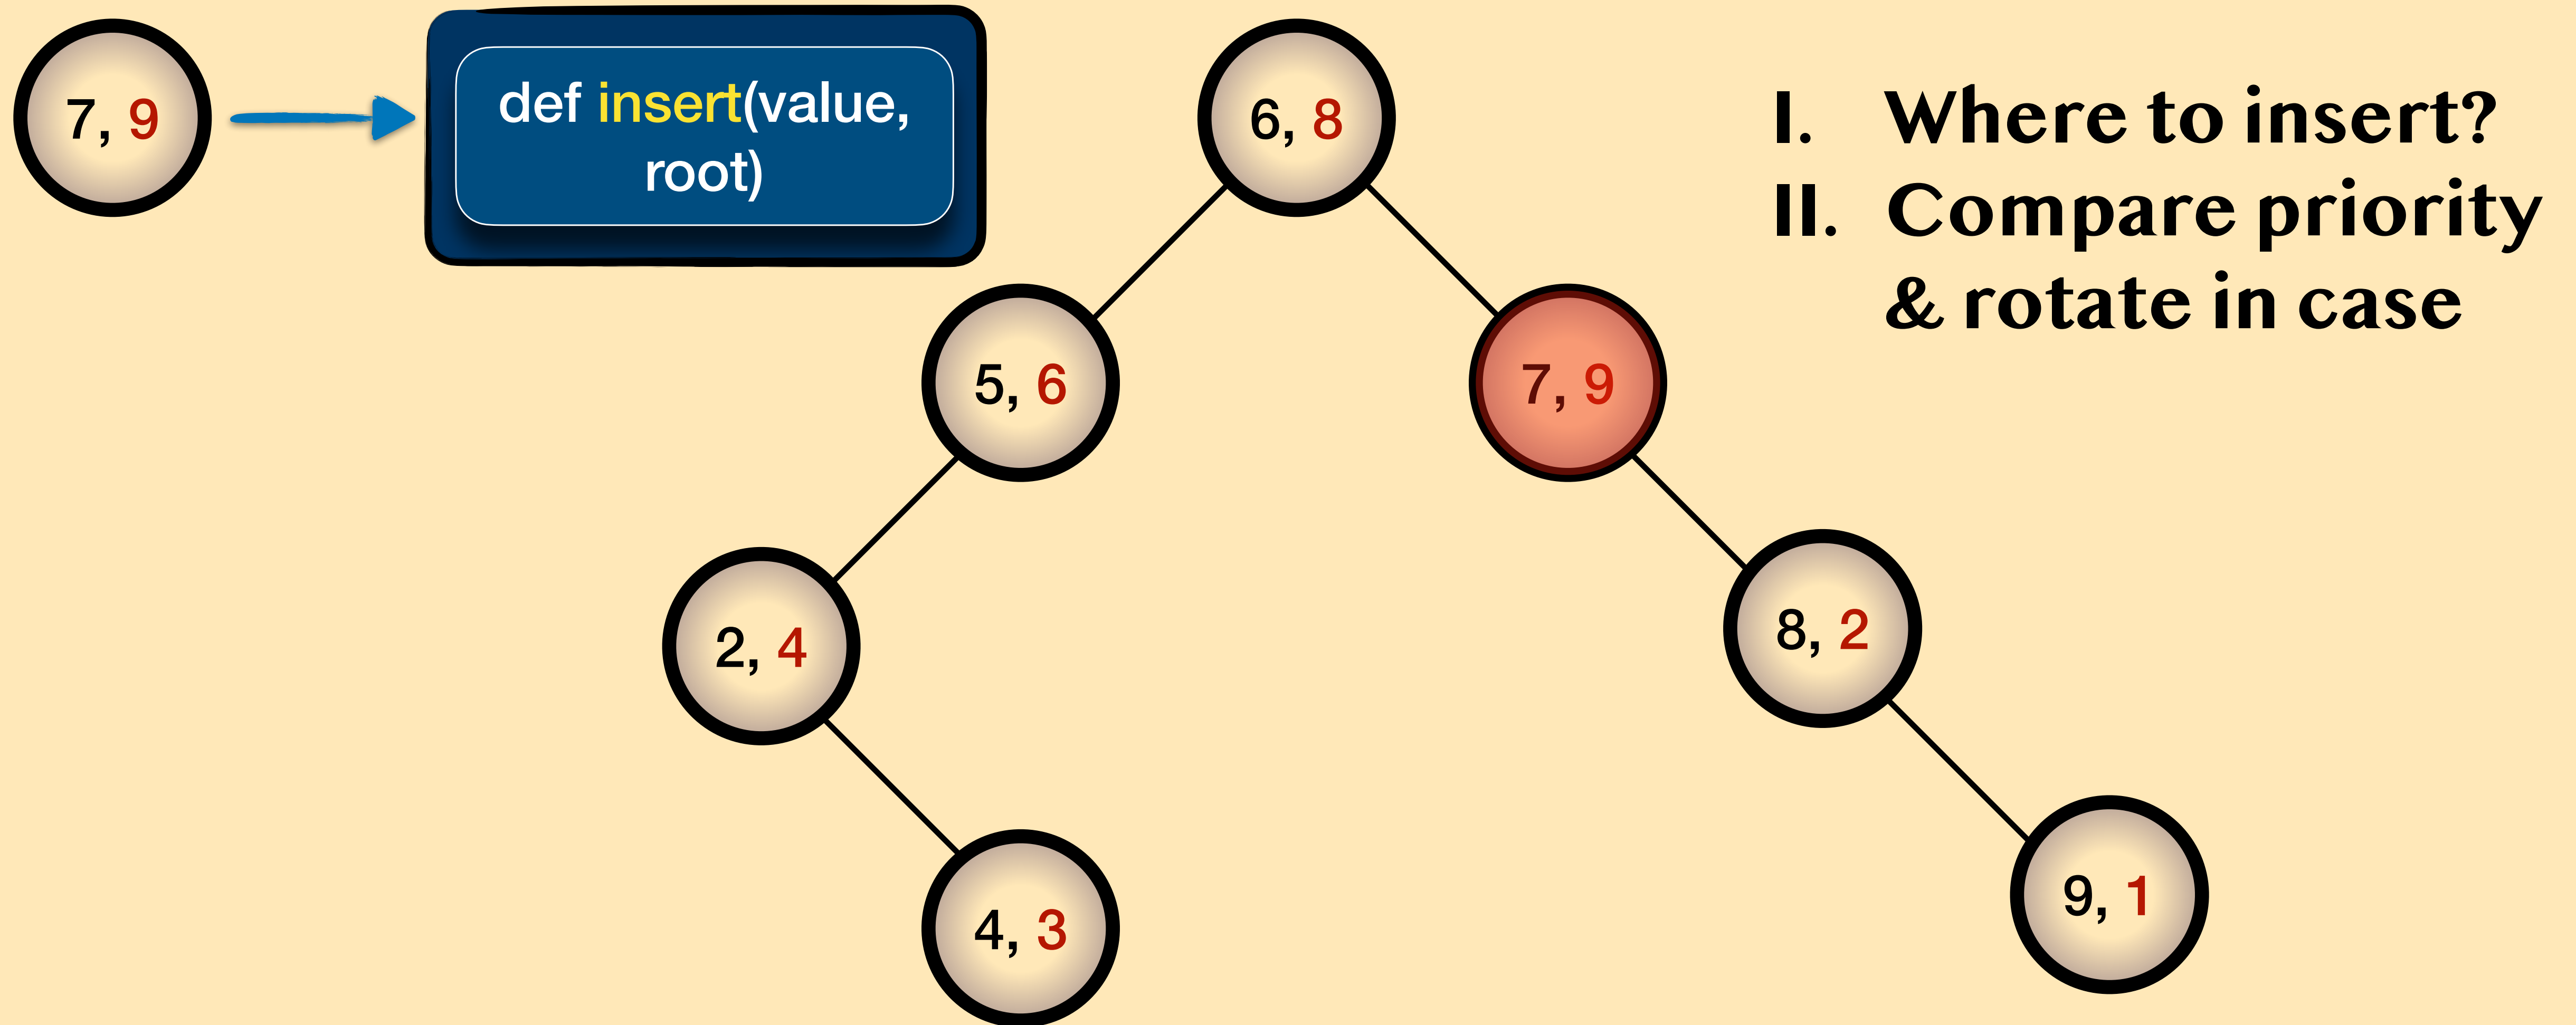 7, 9
def insert(value,
root)
6, 8
I. Where to insert?
II. Compare priority
& rotate in case
5, 6
7, 9
2, 4
8, 2
4, 3
9, 1